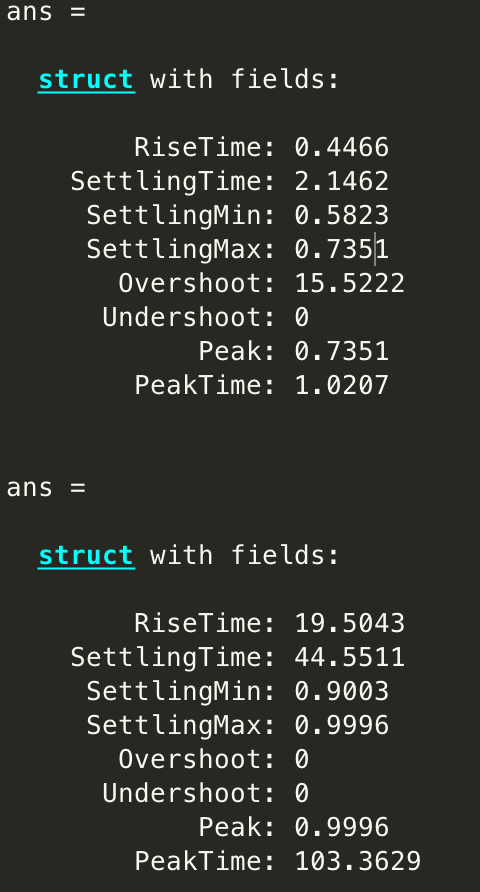 ans =
struct with fields:
RiseTime: 0.4466
SettlingTime: 2.1462
SettlingMin: 0.5823
SettlingMax: 0.7351
Overshoot: 15.5222
Undershoot: 0
Peak: 0.7351
PeakTime: 1.0207
ans =
struct with fields:
RiseTime: 19.5043
SettlingTime: 44.5511
SettlingMin: 0.9003
SettlingMax: 0.9996
Overshoot: 0
Undershoot: 0
Peak: 0.9996
PeakTime: 103.3629